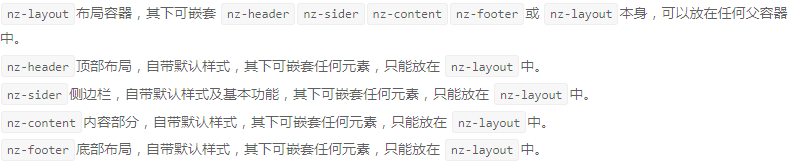 nz-layout 布局容器，其下可嵌套 nz-header nz-sider nz-content nz-footer 或 nz-layout 本身，可以放在任何父容器
中。
nz-header 顶部布局，自带默认样式，其下可嵌套任何元素，只能放在 nz-layout 中。
nz-sider 侧边栏，自带默认样式及基本功能，其下可嵌套任何元素，只能放在 nz-layout 中。
nz-content 内容部分，自带默认样式，其下可嵌套任何元素，只能放在 nz-layout 中。
nz-footer 底部布局，自带默认样式，其下可嵌套任何元素，只能放在 nz-layout 中。